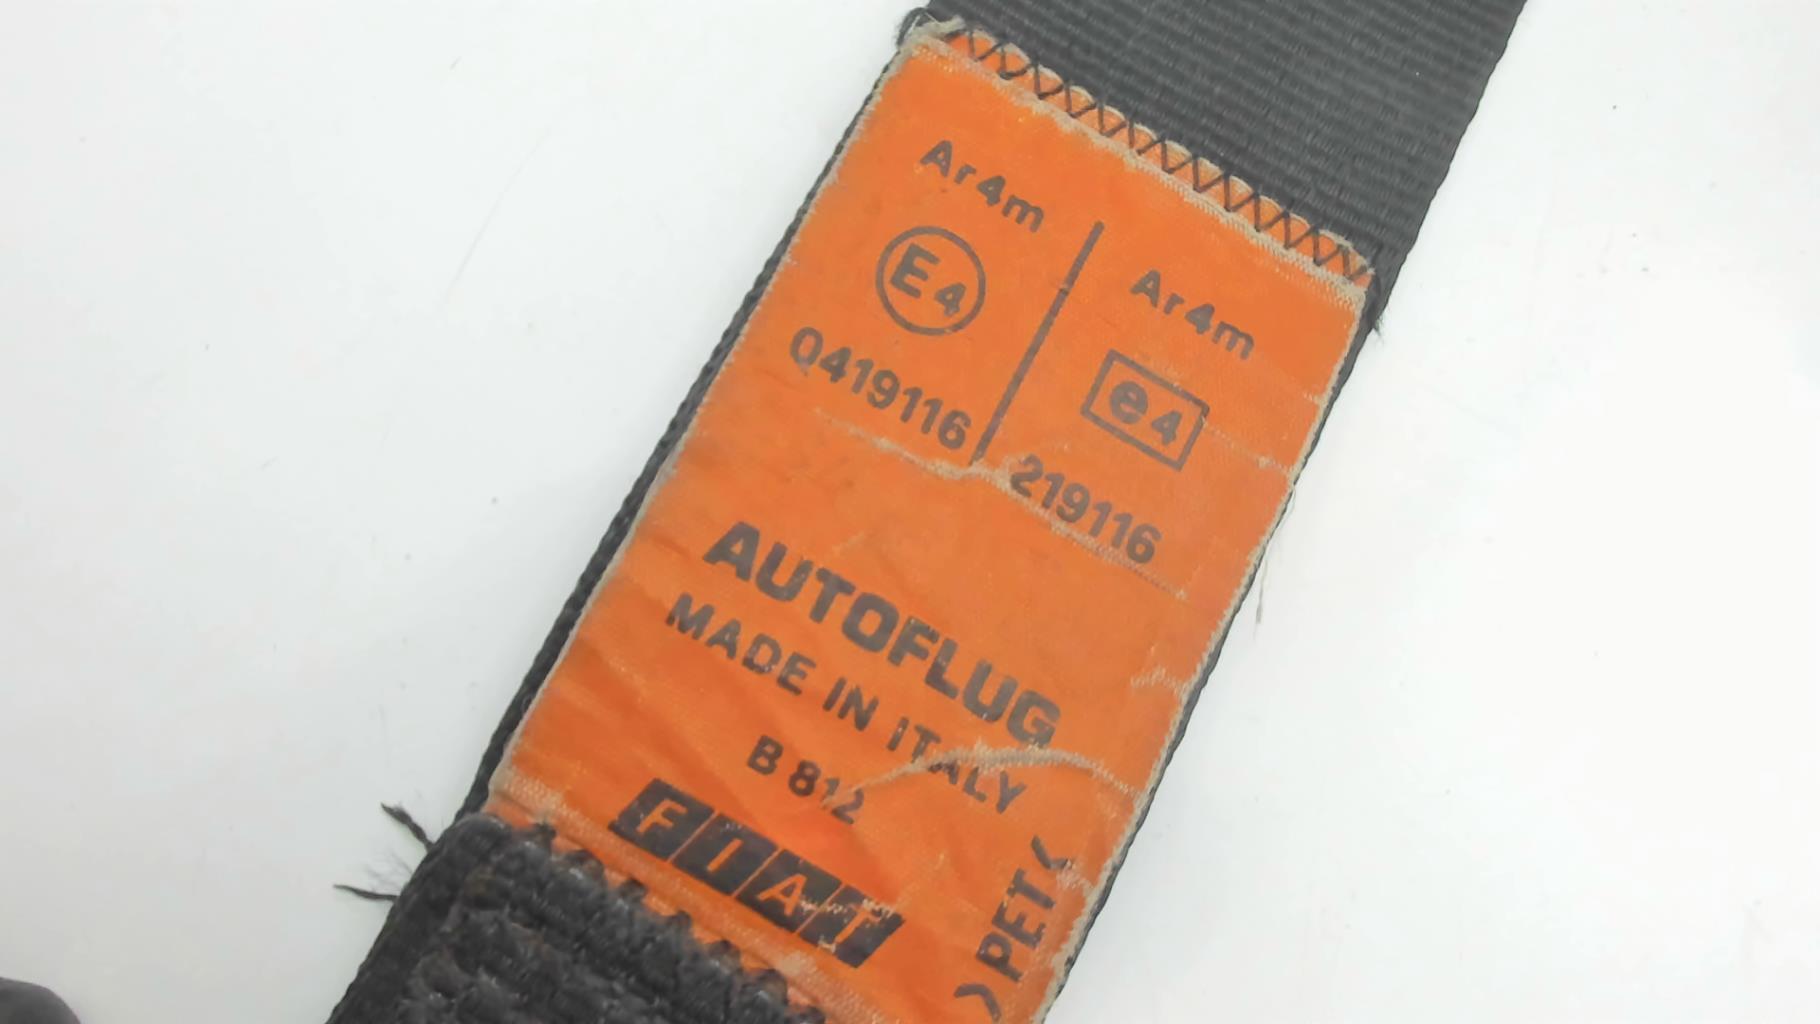 Ar4m
E4
0419116
Ar4m
e4
219116
AUTOFLUG
MADE IN ITALY
B 812
FIAT
>PET<